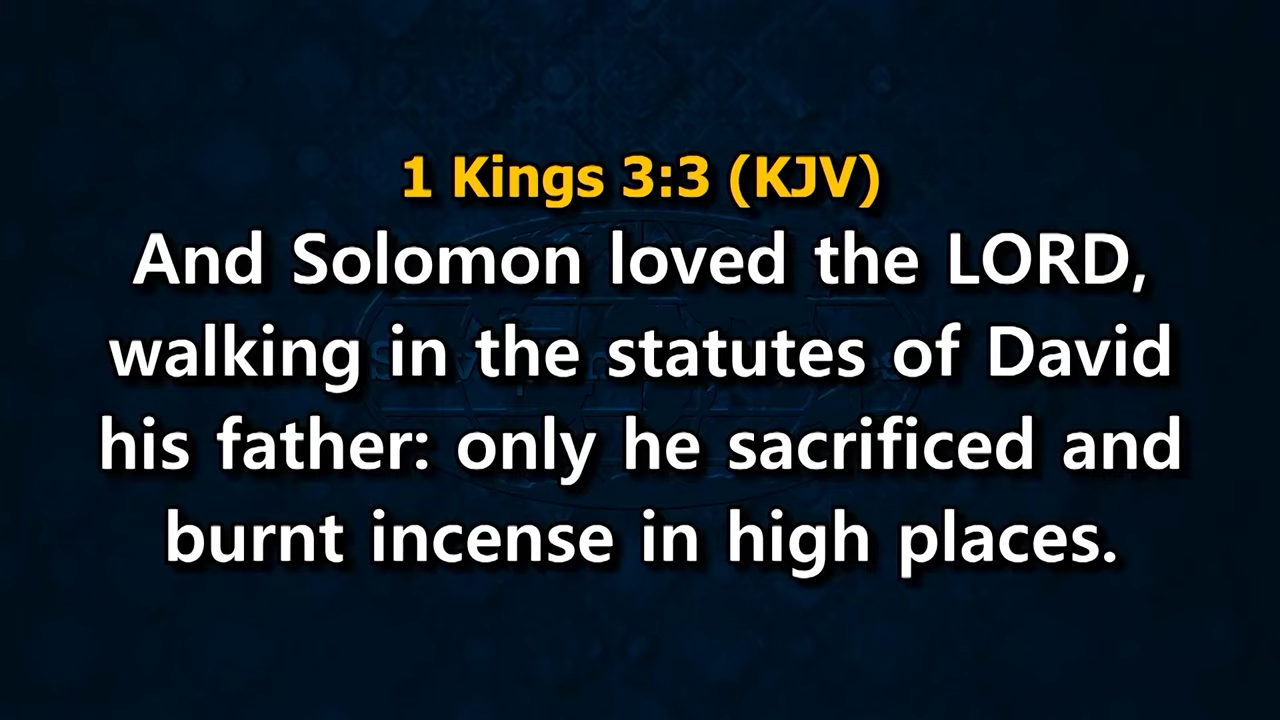 1 Kings 3:3 (KJV)
And Solomon loved the LORD,
walking in the statutes of David
his father: only he sacrificed and
burnt incense in high places.